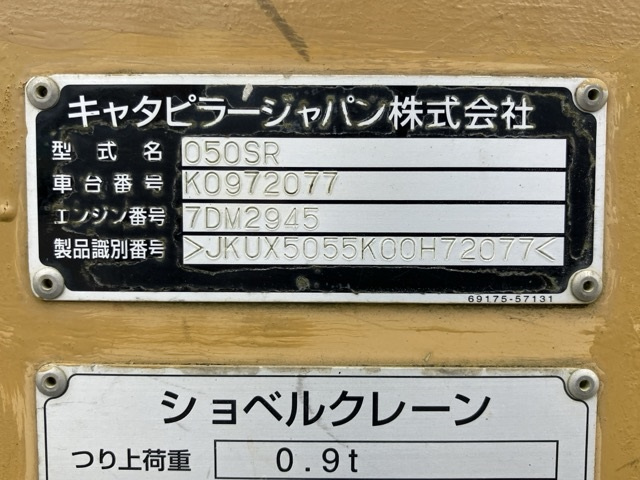 キャタピラージャパン株式会社
型式名 050SR
車台番号 K0972077
エンジン番号 7DM2945
製品識別番号 >JKUX5055K00H72077<
69175-57131
ショベルクレーン
つり上荷重 0.9t